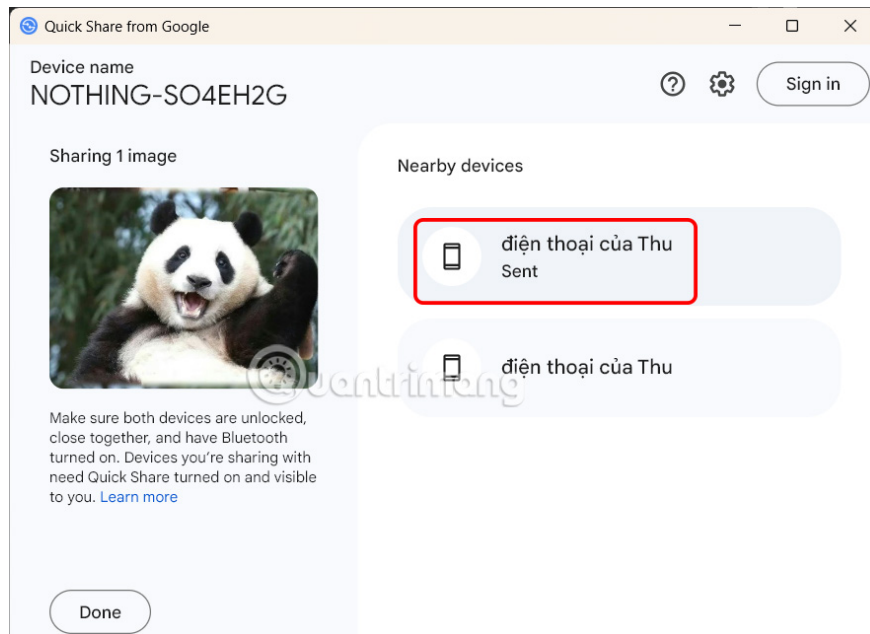 Quick Share from Google
Device name
NOTHING-SO4EH2G
Sign in
Sharing 1 image
Nearby devices
điện thoại của Thu
Sent
điện thoại của Thu
uantrimang
Make sure both devices are unlocked,
close together, and have Bluetooth
turned on. Devices you're sharing with
need Quick Share turned on and visible
to you. Learn more
Done